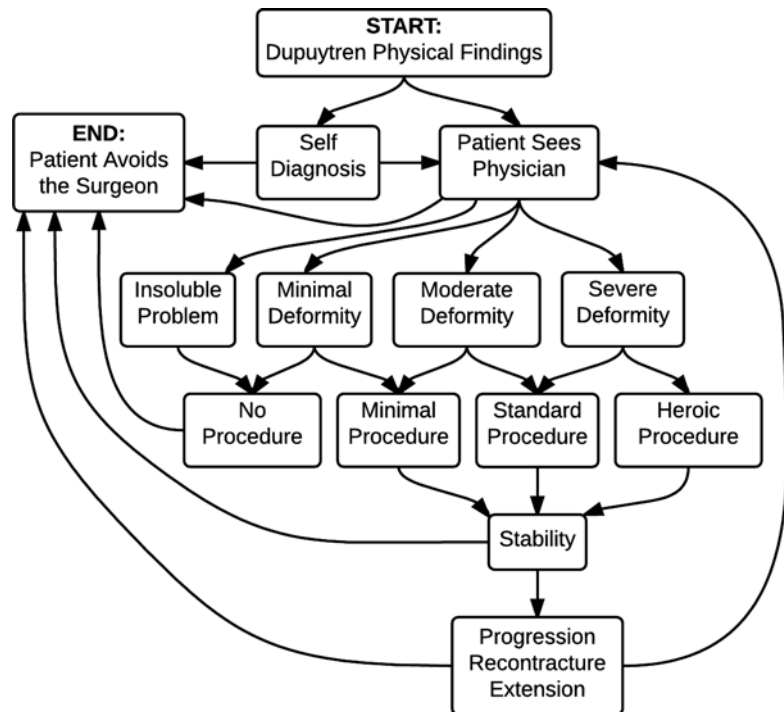 START:
Dupuytren Physical Findings
END:
Patient Avoids
the Surgeon
Self
Diagnosis
Patient Sees
Physician
Insoluble
Problem
Minimal
Deformity
Moderate
Deformity
Severe
Deformity
No
Procedure
Minimal
Procedure
Standard
Procedure
Heroic
Procedure
Stability
Progression
Recontracture
Extension